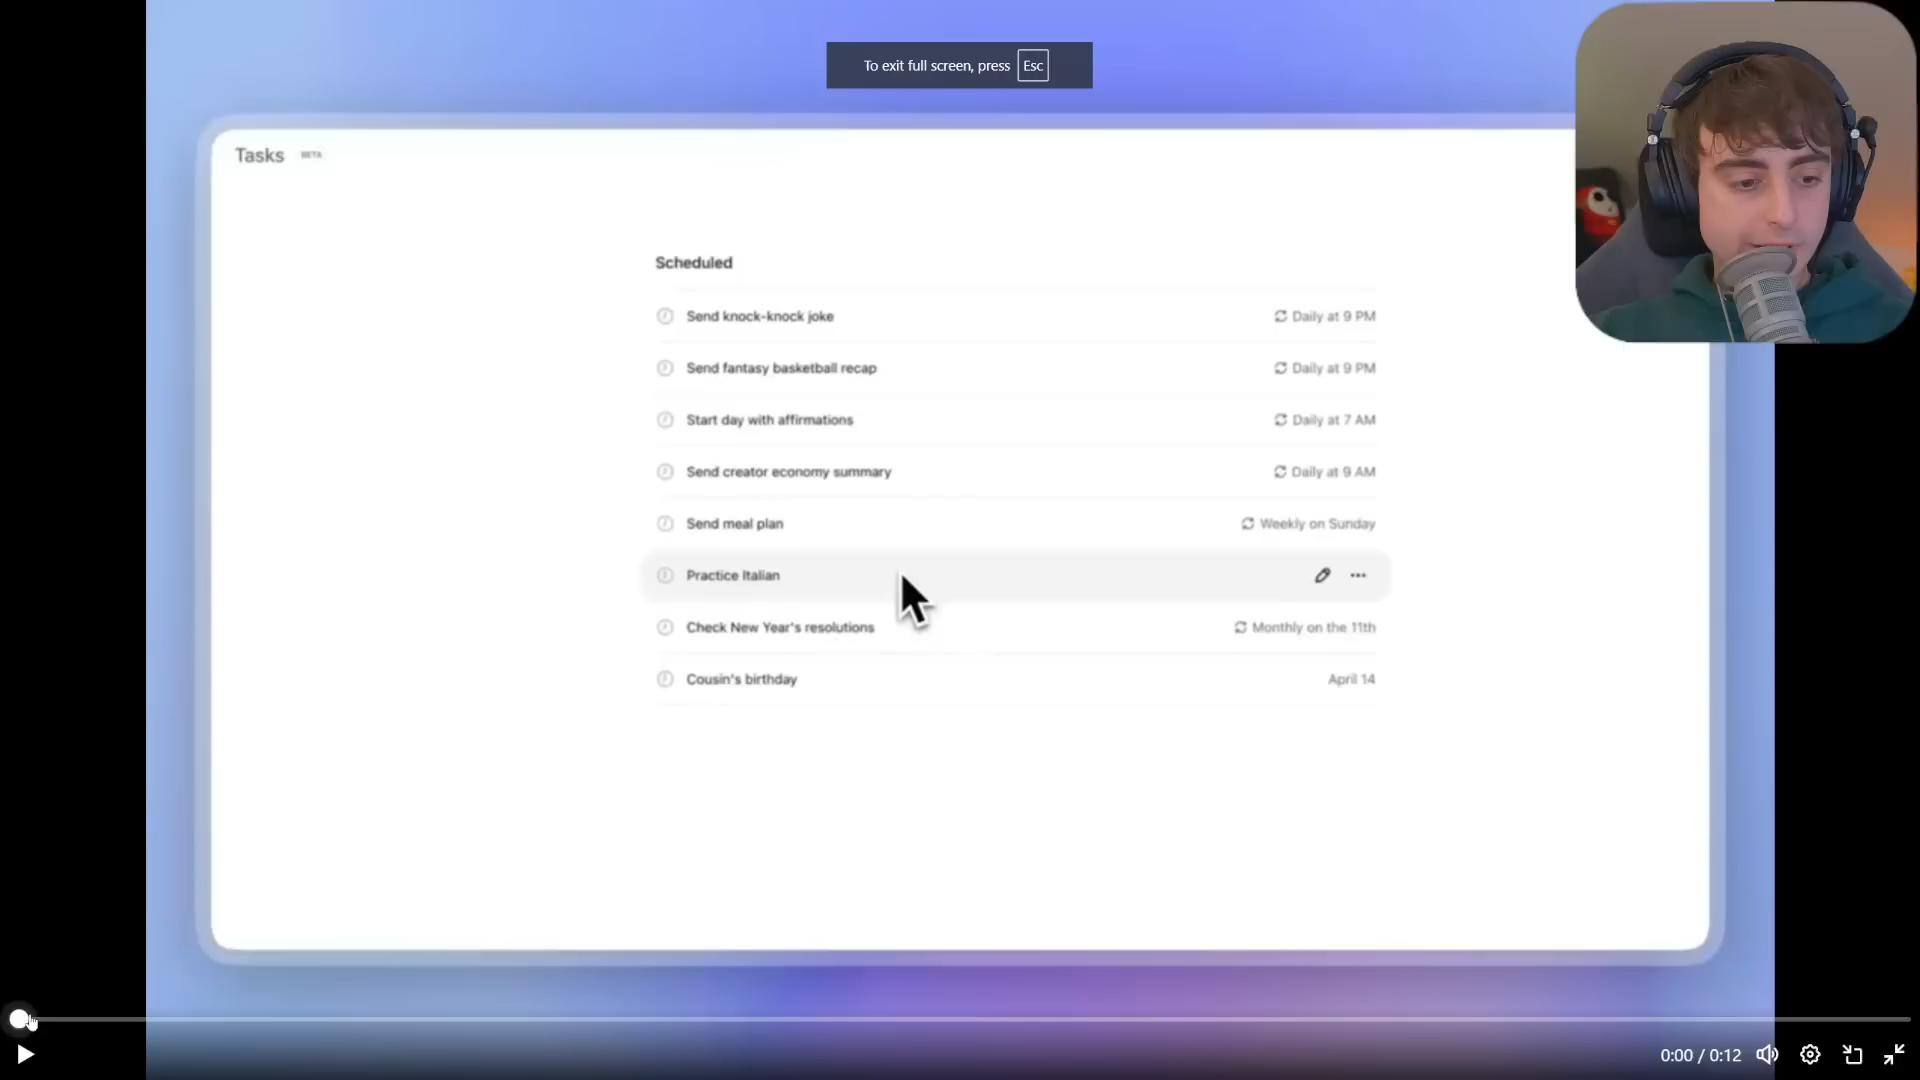 To exit full screen, press Esc
Tasks BETA
Scheduled
Send knock-knock joke Daily at 9 PM
Send fantasy basketball recap Daily at 9 PM
Start day with affirmations Daily at 7 AM
Send creator economy summary Daily at 9 AM
Send meal plan Weekly on Sunday
Practice Italian
Check New Year's resolutions Monthly on the 11th
Cousin's birthday April 14
0:00 / 0:12